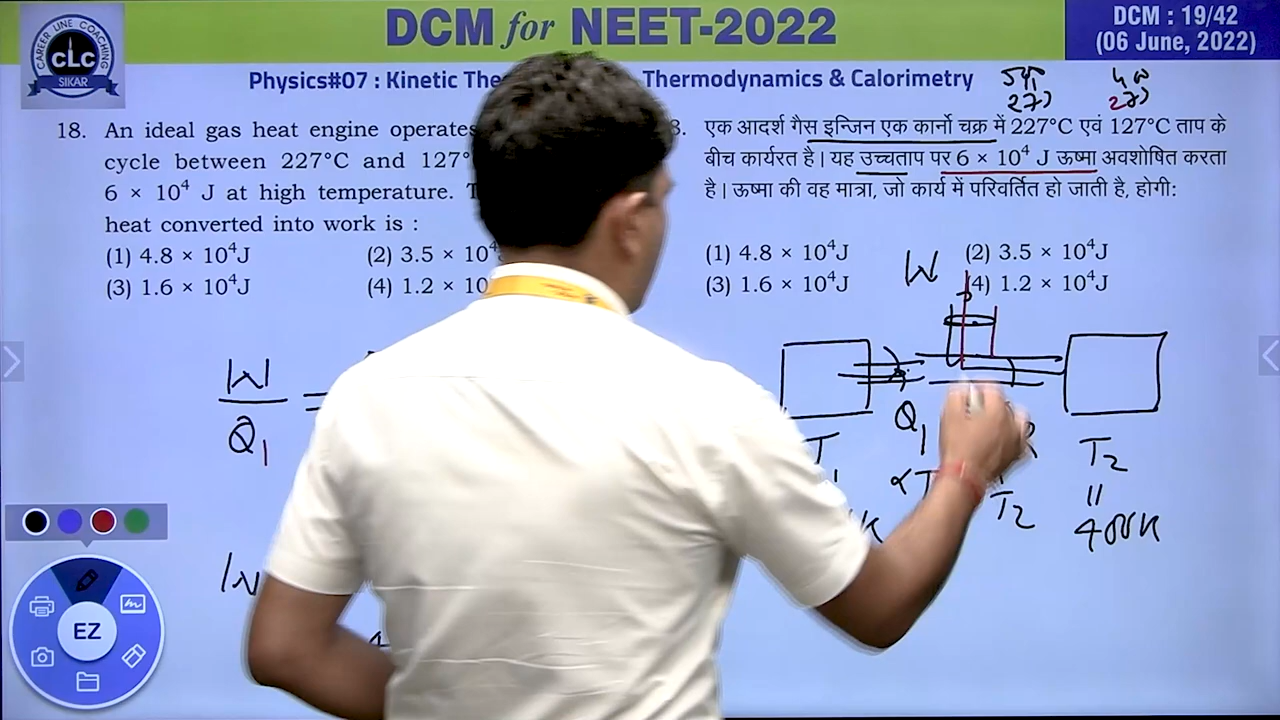 DCM for NEET-2022
DCM : 19/42
(06 June, 2022)
CAREER LINE COACHING
CLC
SIKAR
Physics#07 : Kinetic The Thermodynamics & Calorimetry
227
18. An ideal gas heat engine operates
cycle between 227°C and 127°
6 × 10⁴ J at high temperature.
heat converted into work is :
(1) 4.8 × 10⁴J (2) 3.5 × 10⁴
(3) 1.6 × 10⁴J (4) 1.2 × 10
एक आदर्श गैस इन्जिन एक कार्नो चक्र में 227°C एवं 127°C ताप के
बीच कार्यरत है। यह उच्चताप पर 6 × 10⁴ J ऊष्मा अवशोषित करता
है। ऊष्मा की वह मात्रा, जो कार्य में परिवर्तित हो जाती है, होगी:
(1) 4.8 × 10⁴J (2) 3.5 × 10⁴J
(3) 1.6 × 10⁴J (4) 1.2 × 10⁴J
W
W
Q₁ =
Q₁
T₂
T₂
॥
400K
W
EZ